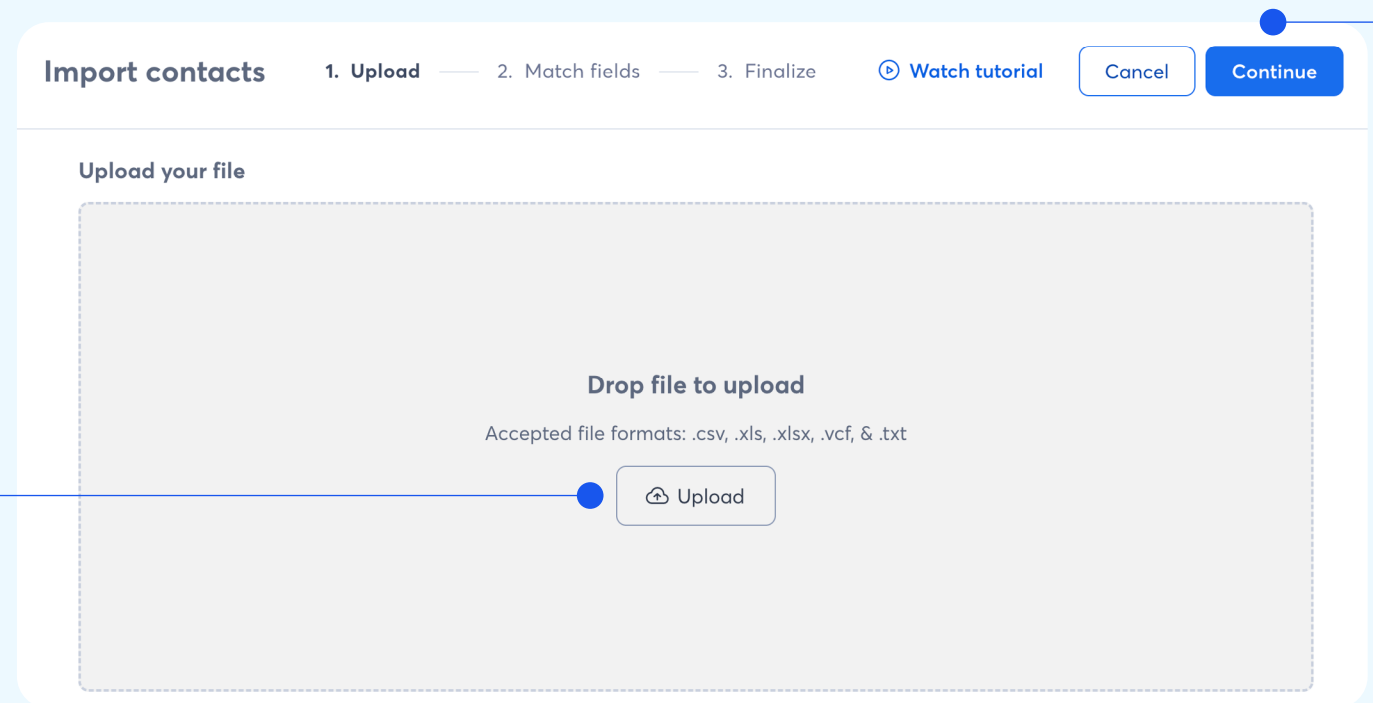 Import contacts 1. Upload 2. Match fields 3. Finalize Watch tutorial Cancel Continue
Upload your file
Drop file to upload
Accepted file formats: .csv, .xls, .xlsx, .vcf, & .txt
Upload